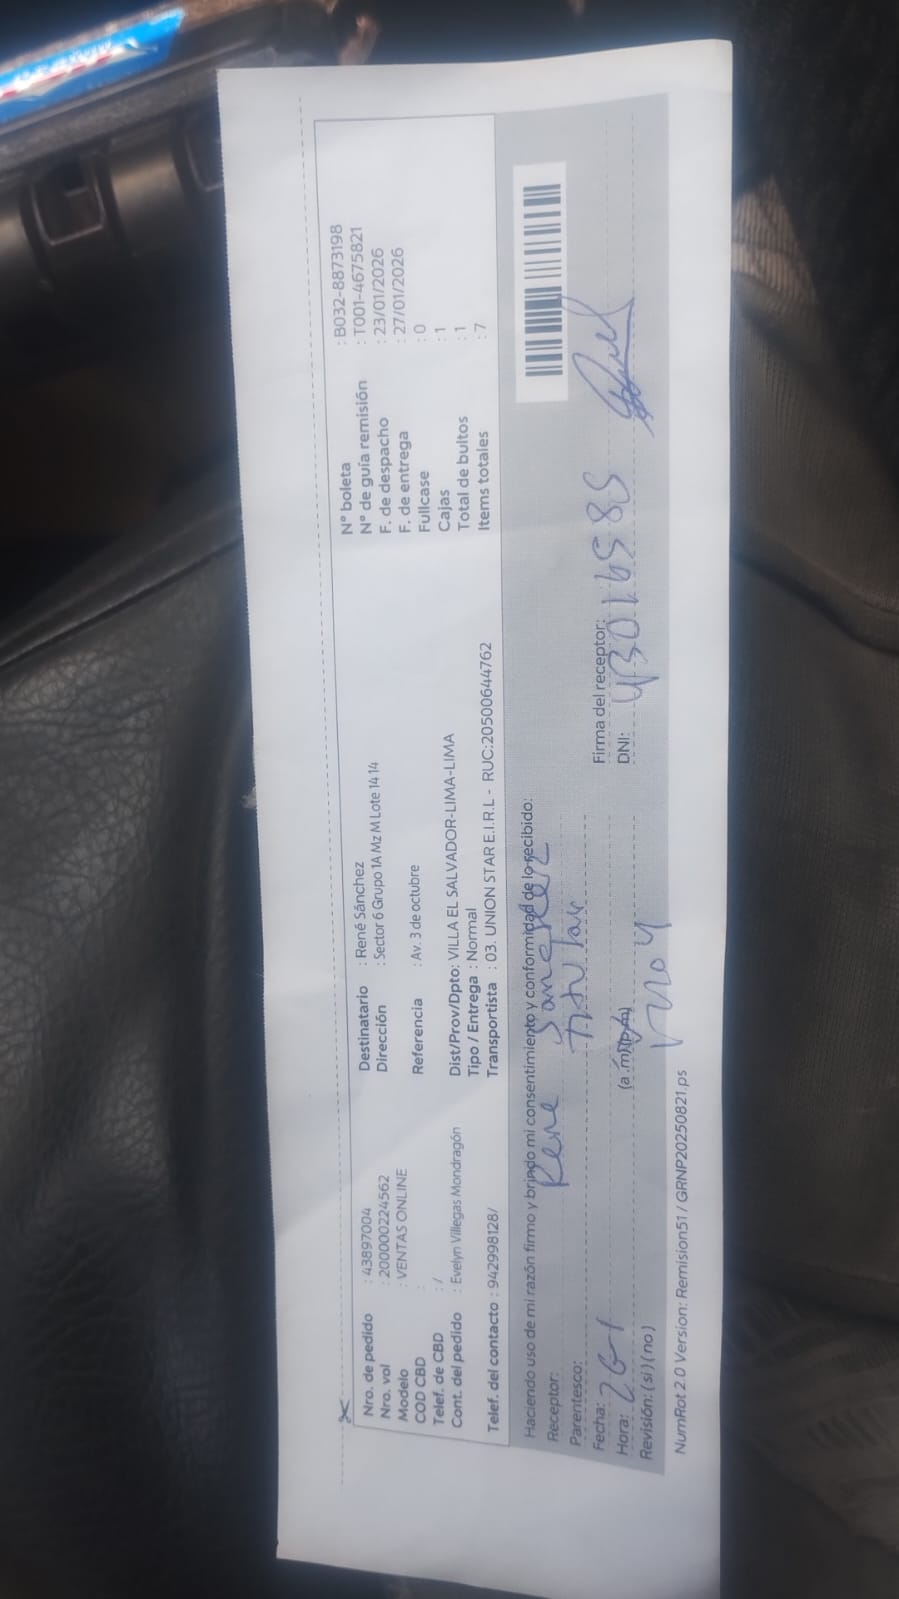 Nro. de pedido : 43897004
Nro. vol : 200000224562
Modelo : VENTAS ONLINE
COD CBD :
Telef. de CBD : /
Cont. del pedido : Evelyn Villegas Mondragón
Telef. del contacto : 942998128/
Destinatario : René Sánchez
Dirección : Sector 6 Grupo 1A Mz M Lote 14 14
Referencia : Av. 3 de octubre
Dist/Prov/Dpto: VILLA EL SALVADOR-LIMA-LIMA
Tipo / Entrega : Normal
Transportista : 03. UNION STAR E.I.R.L - RUC:20500644762
N° boleta : B032-8873198
N° de guía remisión : T001-4675821
F. de despacho : 23/01/2026
F. de entrega : 27/01/2026
Fullcase : 0
Cajas : 1
Total de bultos : 1
Items totales : 7
Haciendo uso de mi razón firmo y brindo mi consentimiento y conformidad de lo recibido:
Receptor: Rene Sanchez
Parentesco: Titular
Fecha: 26-1
Hora: (a.m)(p.m)
Revisión: (si) (no)
Firma del receptor:
DNI:
NumRot 2.0 Version: Remision51 / GRNP20250821.ps